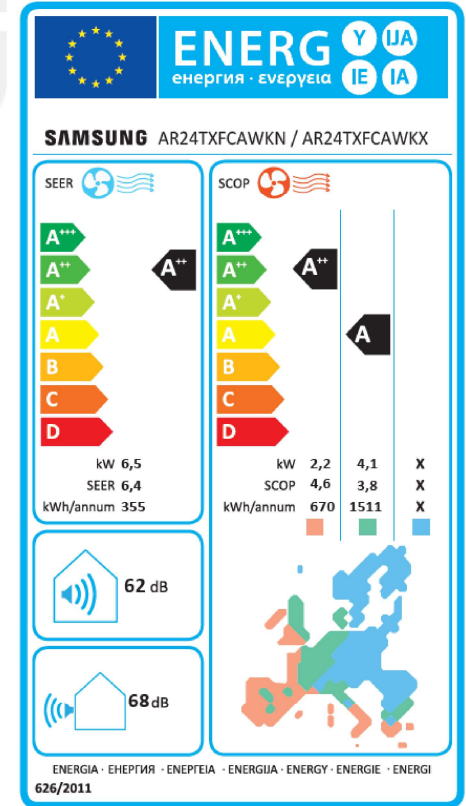 ENERG
енергия · ενεργεια
Y IJA
IE IA
SAMSUNG AR24TXFCAWKN / AR24TXFCAWKX
SEER
A+++
A++
A+
A
B
C
D
A++
kW 6,5
SEER 6,4
kWh/annum 355
SCOP
A+++
A++
A+
A
B
C
D
A++
A
kW 2,2 4,1 X
SCOP 4,6 3,8 X
kWh/annum 670 1511 X
62 dB
68 dB
ENERGIA · ЕНЕРГИЯ · ΕΝΕΡΓΕΙΑ · ENERGIJA · ENERGY · ENERGIE · ENERGI
626/2011